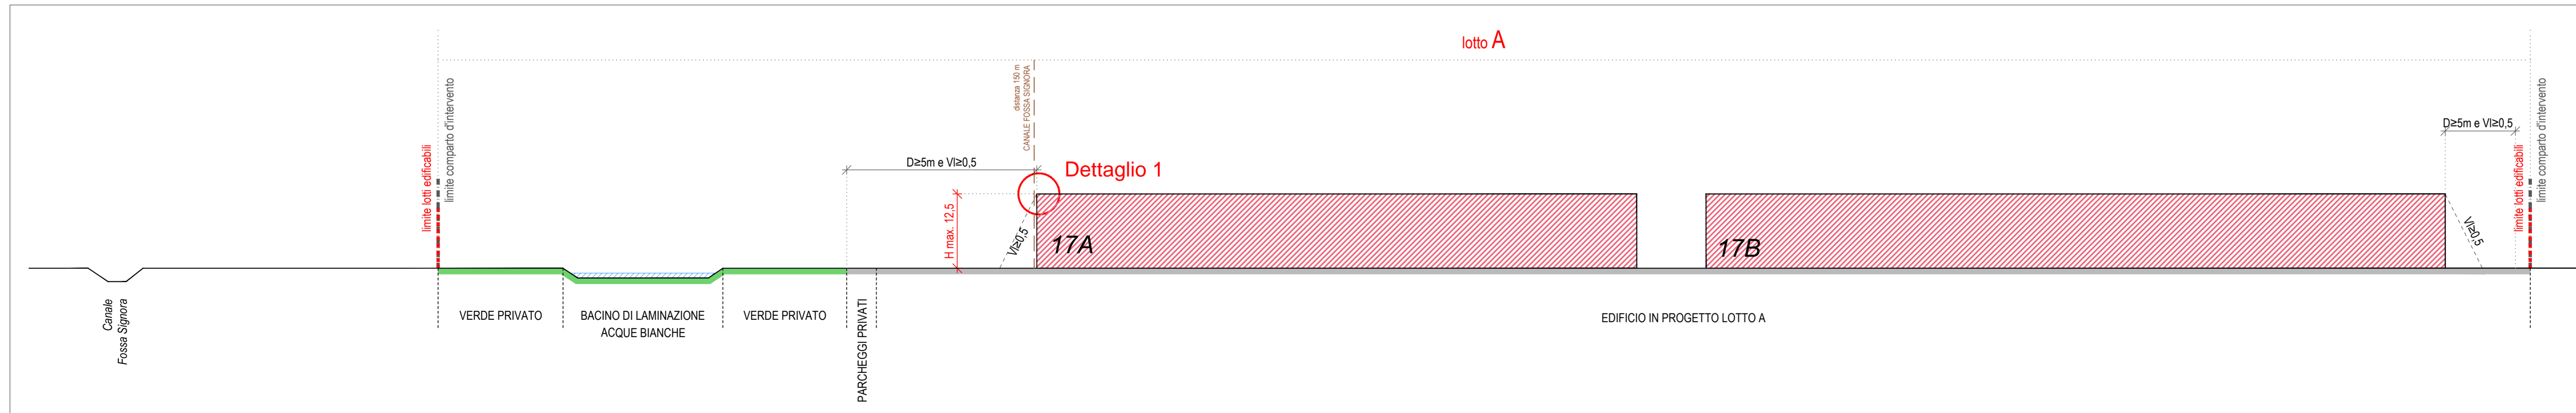 lotto A
limite lotti edificabili
limite comparto d'intervento
distanza 150 m
CANALE FOSSA SIGNORA
D≥5m e VI≥0,5
Dettaglio 1
H max. 12,5
VI≥0,5
17A
17B
D≥5m e VI≥0,5
VI≥0,5
limite lotti edificabili
limite comparto d'intervento
Canale
Fossa Signora
VERDE PRIVATO
BACINO DI LAMINAZIONE
ACQUE BIANCHE
VERDE PRIVATO
PARCHEGGI PRIVATI
EDIFICIO IN PROGETTO LOTTO A